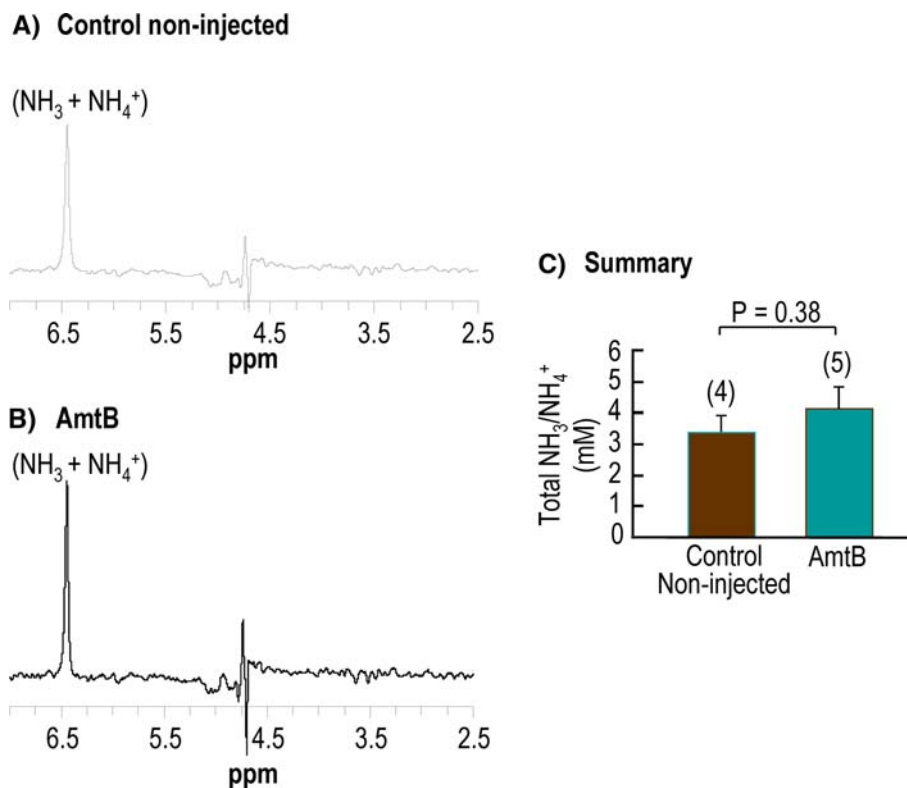 A) Control non-injected
(NH₃ + NH₄⁺)
6.5 5.5 4.5 3.5 2.5
ppm
B) AmtB
(NH₃ + NH₄⁺)
6.5 5.5 4.5 3.5 2.5
ppm
C) Summary
P = 0.38
Total NH₃/NH₄⁺
(mM)
6
5
4
3
2
1
0
(4)
(5)
Control
Non-injected
AmtB